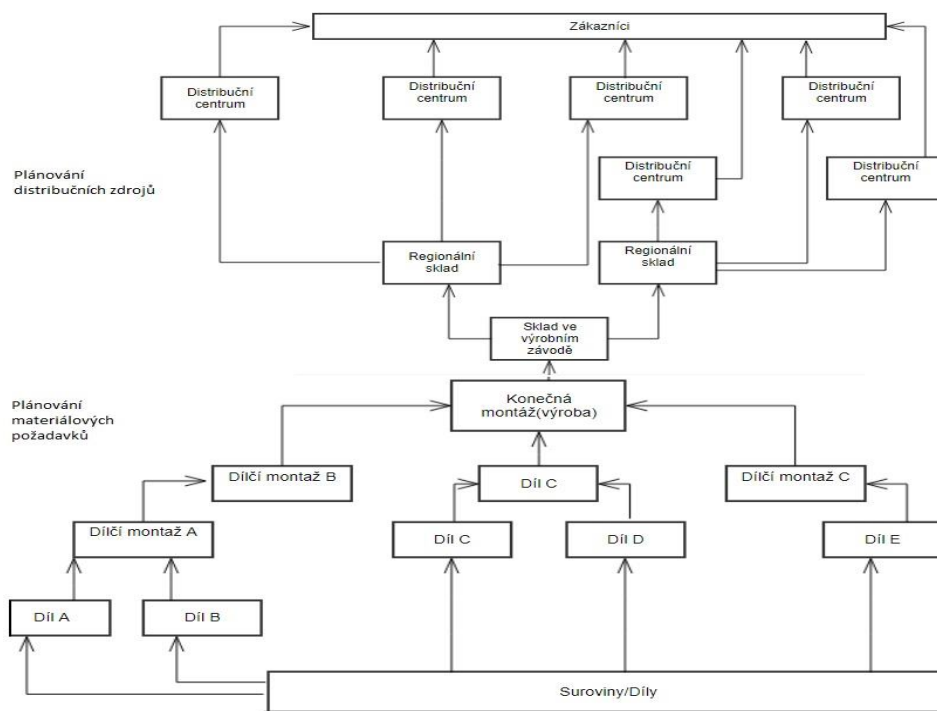 Zákazníci
Distribuční
centrum
Distribuční
centrum
Distribuční
centrum
Distribuční
centrum
Plánování
distribučních zdrojů
Distribuční
centrum
Distribuční
centrum
Regionální
sklad
Regionální
sklad
Sklad ve
výrobním
závodě
Plánování
materiálových
požadavků
Konečná
montáž(výroba)
Dílčí montaž B
Díl C
Dílčí montaž C
Dílčí montaž A
Díl C
Díl D
Díl E
Díl A
Díl B
Suroviny/Díly